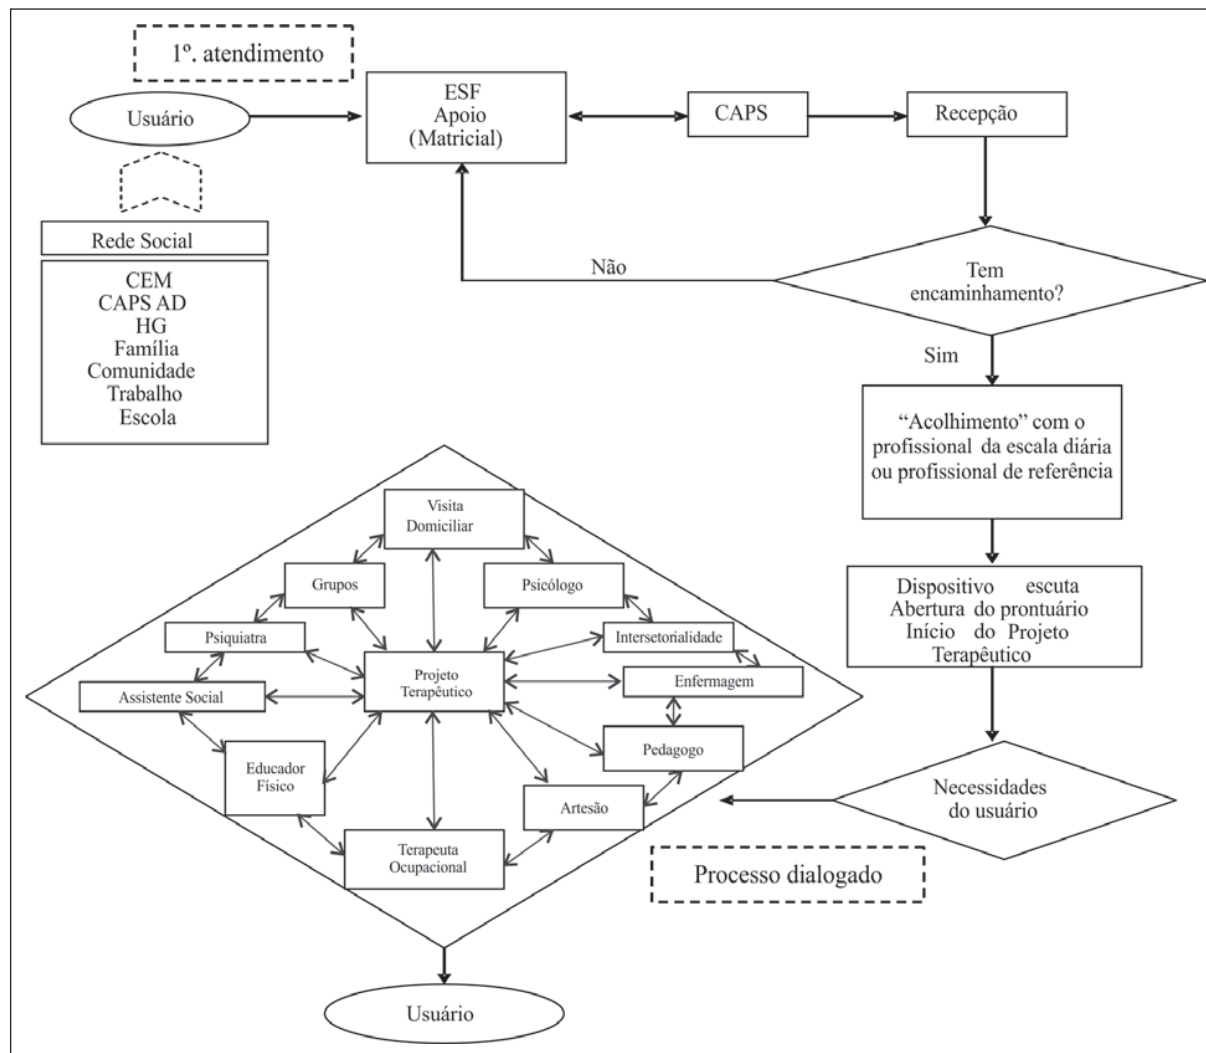 1º. atendimento
Usuário
ESF
Apoio
(Matricial)
CAPS
Recepção
Rede Social
CEM
CAPS AD
HG
Família
Comunidade
Trabalho
Escola
Não
Tem
encaminhamento?
Sim
“Acolhimento” com o
profissional da escala diária
ou profissional de referência
Dispositivo escuta
Abertura do prontuário
Início do Projeto
Terapêutico
Necessidades
do usuário
Processo dialogado
Visita
Domiciliar
Grupos
Psicólogo
Psiquiatra
Intersetorialidade
Projeto
Terapêutico
Assistente Social
Enfermagem
Educador
Físico
Pedagogo
Artesão
Terapeuta
Ocupacional
Usuário